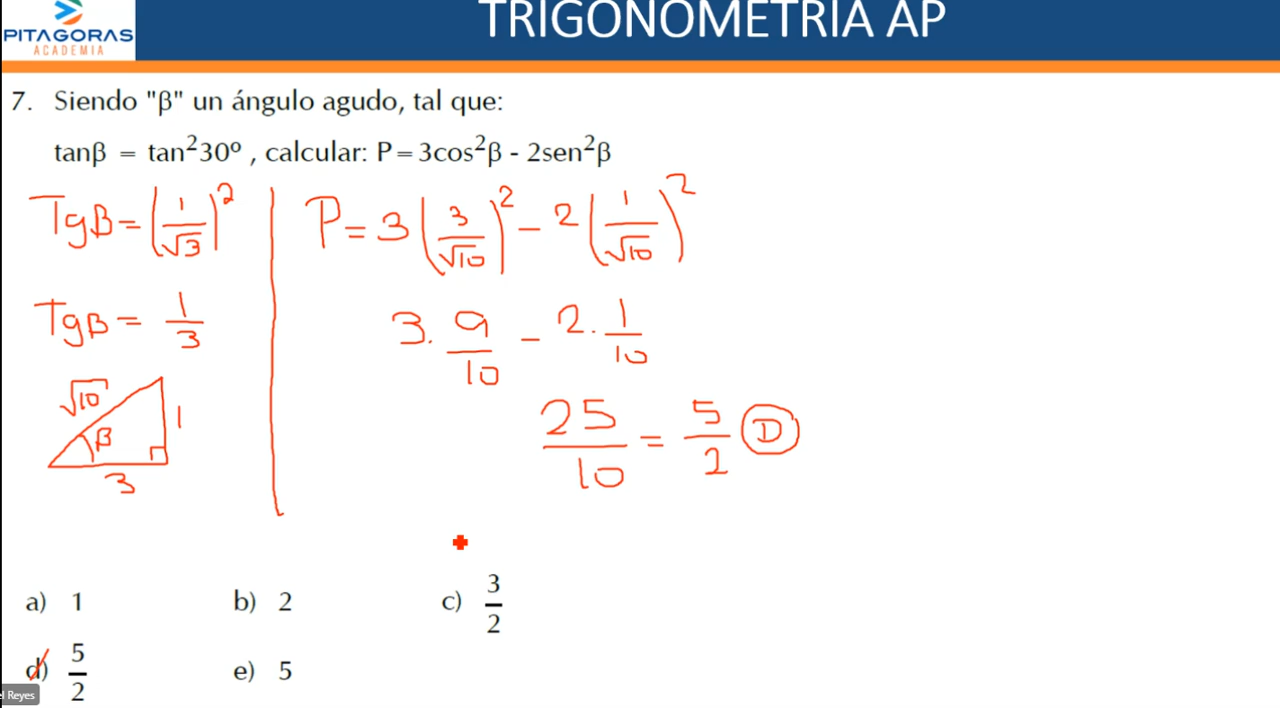 PITAGORAS
ACADEMIA
TRIGONOMETRIA AP
7. Siendo "β" un ángulo agudo, tal que:
tanβ = tan²30º , calcular: P=3cos²β - 2sen²β
Tgβ = (1/√3)²
Tgβ = 1/3
√10
β
1
3
P = 3(3/√10)² - 2(1/√10)²
3. 9/10 - 2. 1/10
25/10 = 5/2 D
a) 1 b) 2 c) 3/2
d) 5/2 e) 5
el Reyes